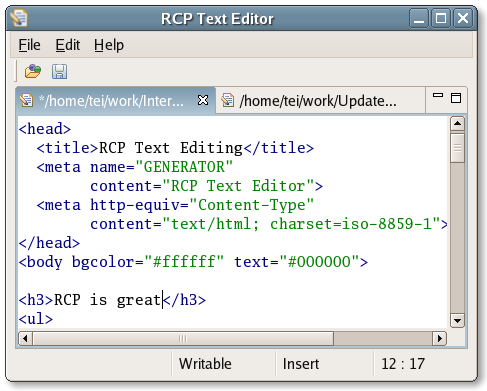 RCP Text Editor
File Edit Help
*/home/tei/work/Inter... /home/tei/work/Update...
<head>
  <title>RCP Text Editing</title>
  <meta name="GENERATOR"
        content="RCP Text Editor">
  <meta http-equiv="Content-Type"
        content="text/html; charset=iso-8859-1">
</head>
<body bgcolor="#ffffff" text="#000000">

<h3>RCP is great</h3>
<ul>
Writable Insert 12 : 17